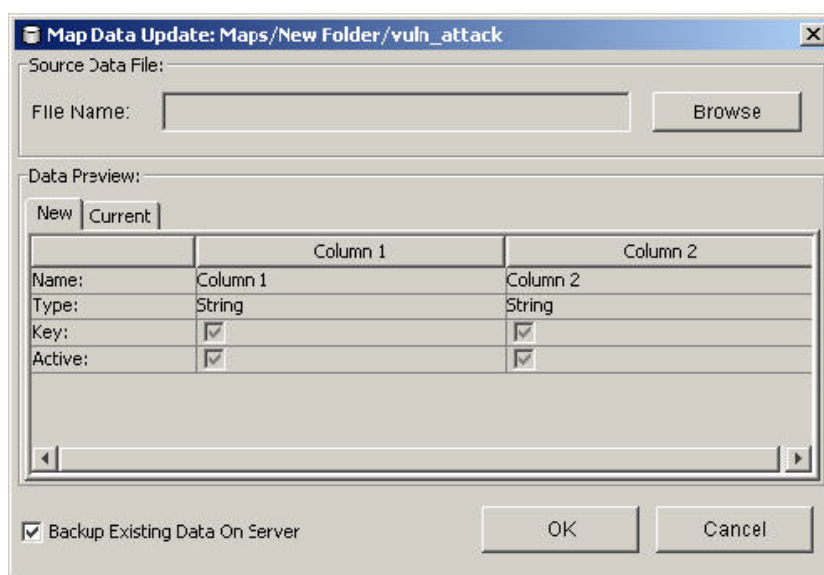 Map Data Update: Maps/New Folder/vuln_attack
Source Data File:
File Name:
Browse
Data Preview:
New Current
Column 1 Column 2
Name: Column 1 Column 2
Type: String String
Key:
Active:
Backup Existing Data On Server
OK Cancel